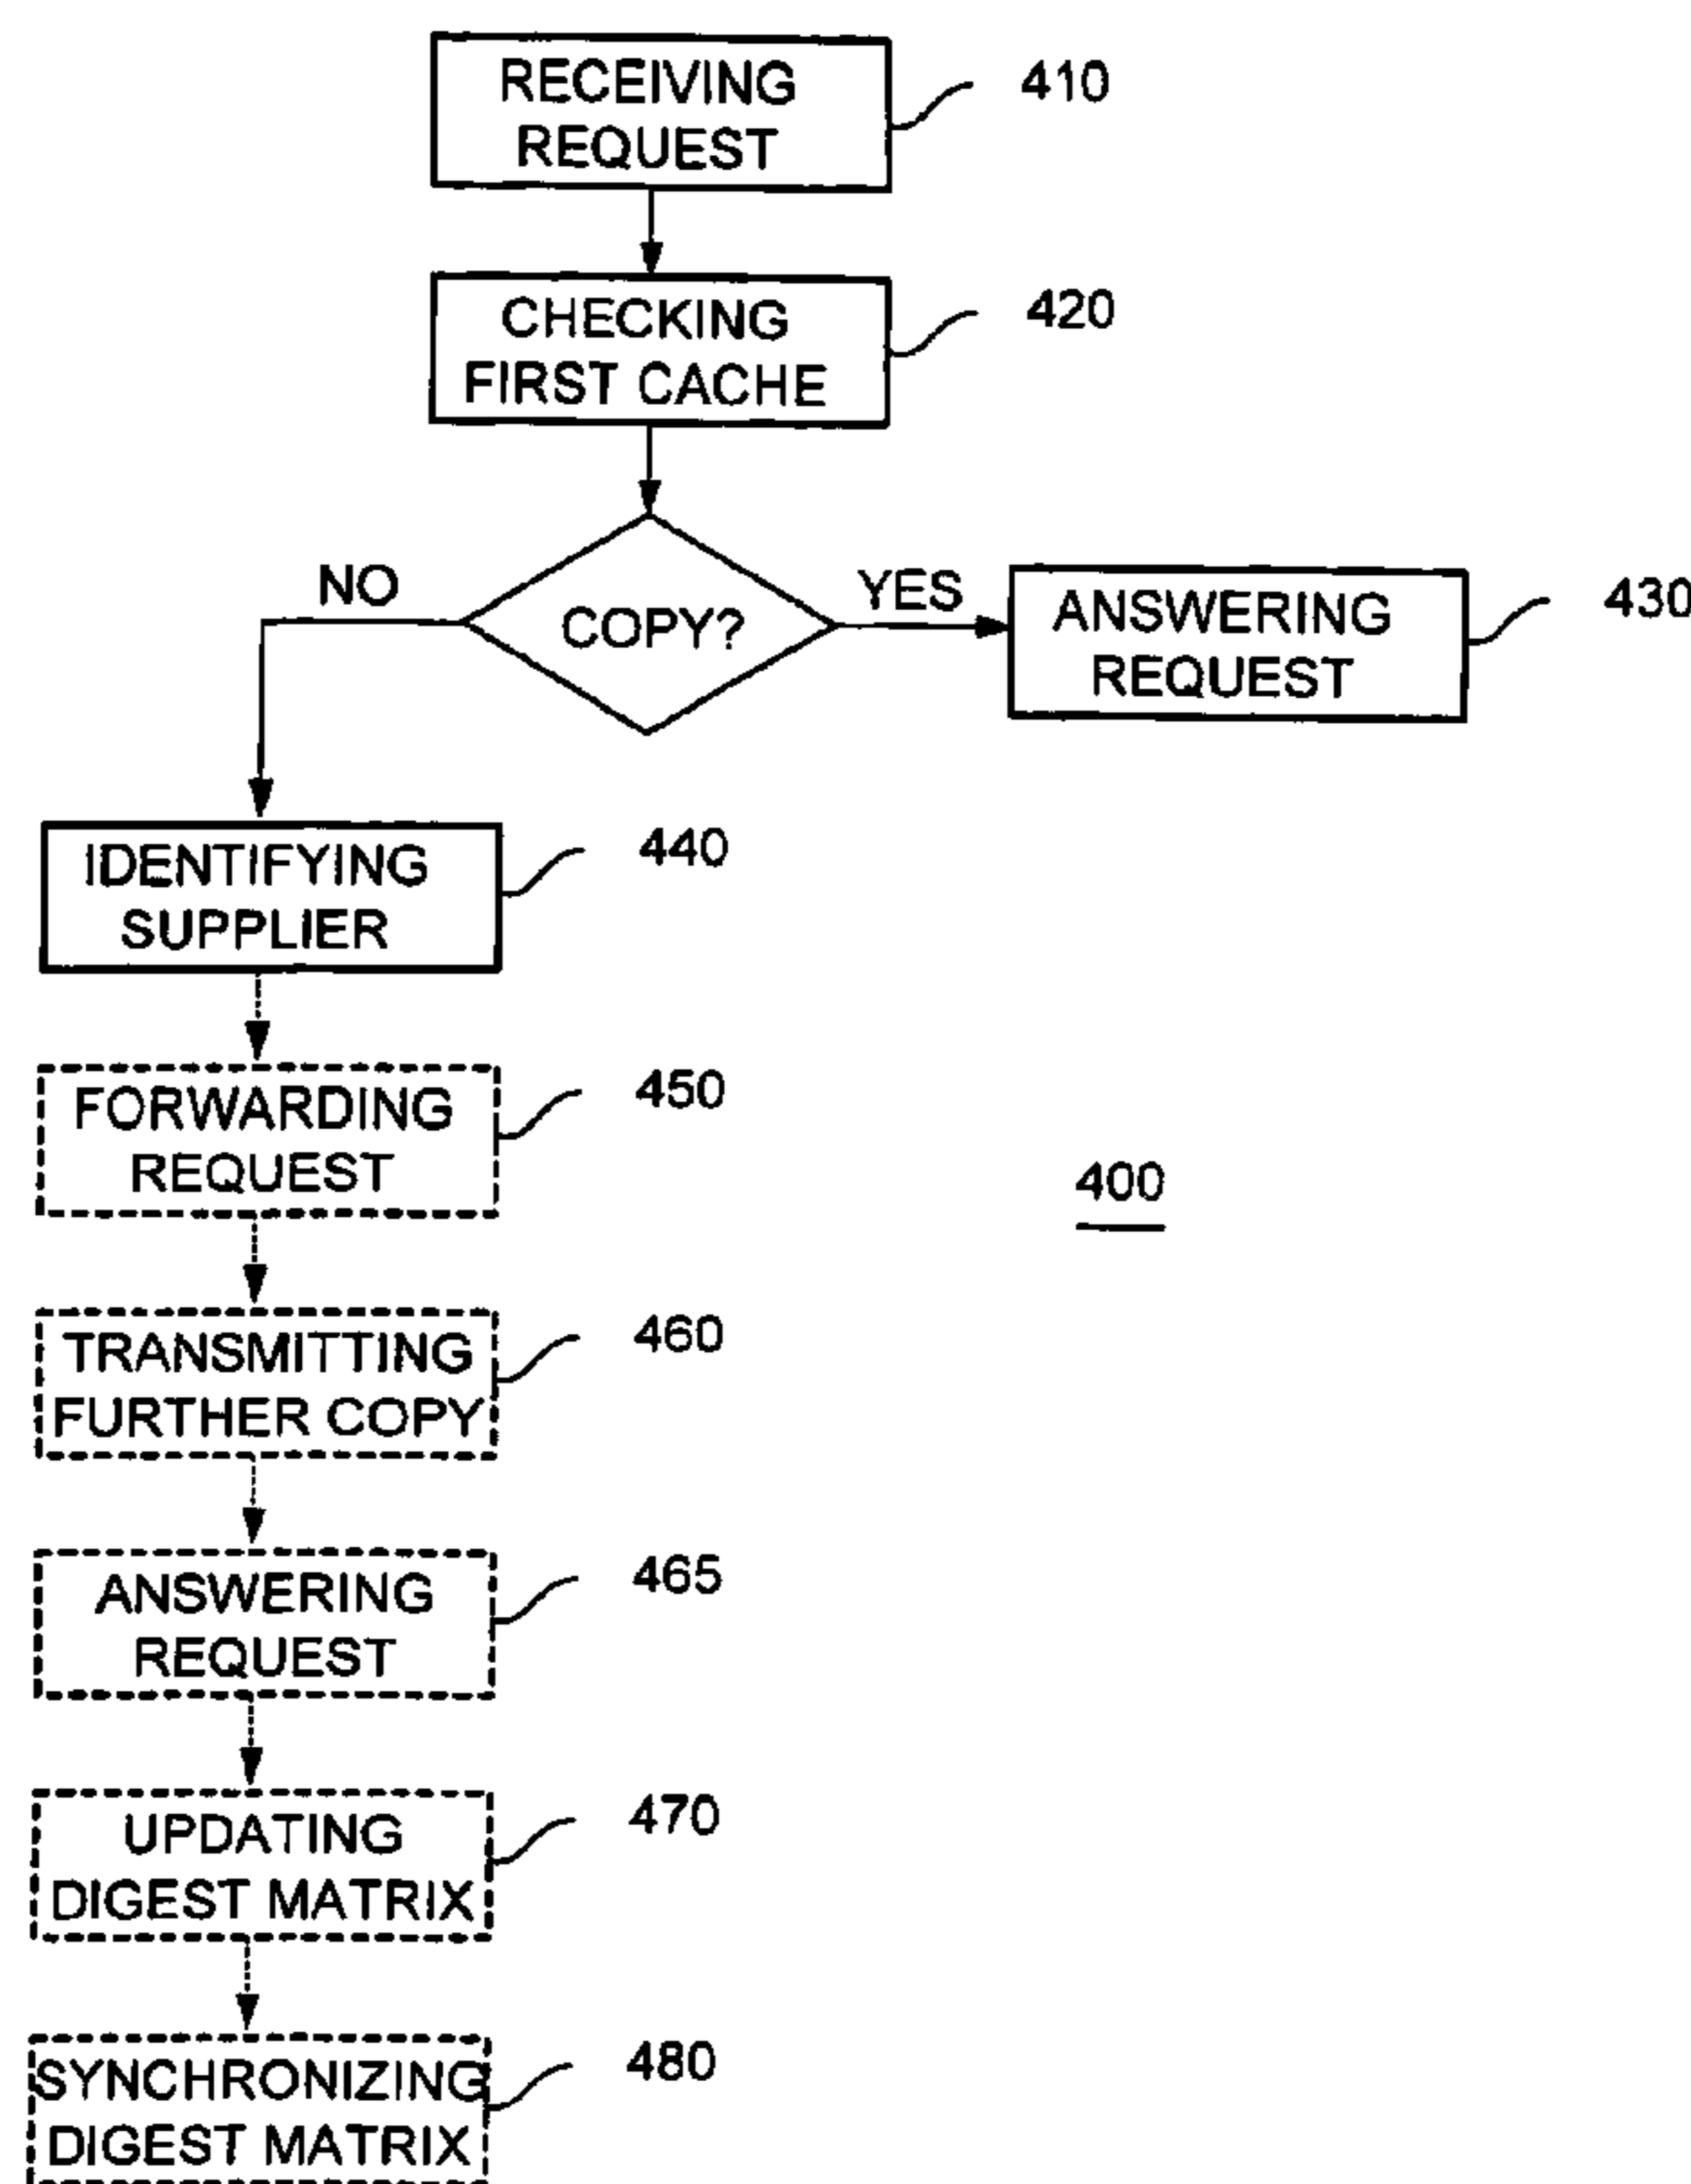 RECEIVING
REQUEST
410
CHECKING
FIRST CACHE
420
NO
COPY?
YES
ANSWERING
REQUEST
430
IDENTIFYING
SUPPLIER
440
FORWARDING
REQUEST
450
400
TRANSMITTING
FURTHER COPY
460
ANSWERING
REQUEST
465
UPDATING
DIGEST MATRIX
470
SYNCHRONIZING
DIGEST MATRIX
480